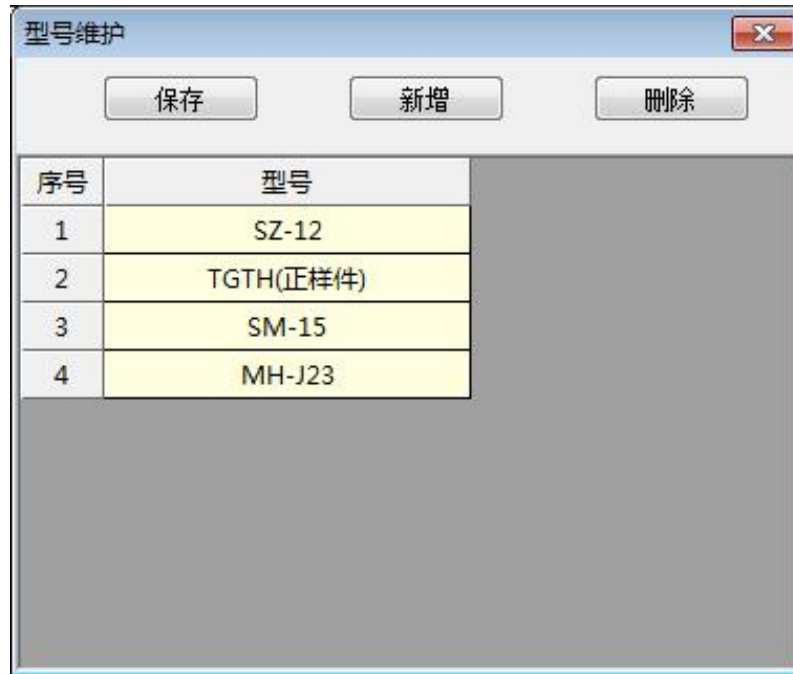 型号维护
保存 新增 删除
序号 型号
1 SZ-12
2 TGTH(正样件)
3 SM-15
4 MH-J23